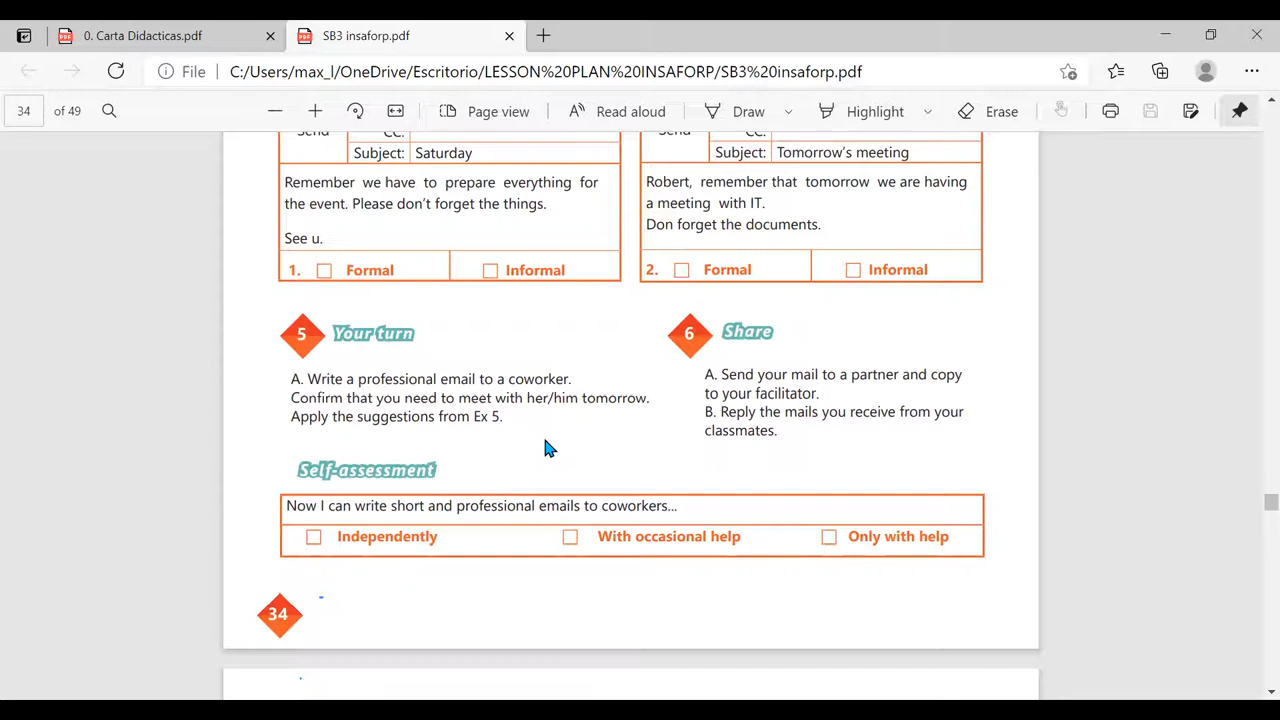 0. Carta Didacticas.pdf
SB3 insaforp.pdf
File
C:/Users/max_l/OneDrive/Escritorio/LESSON%20PLAN%20INSAFORP/SB3%20insaforp.pdf
34 of 49
Page view
Read aloud
Draw
Highlight
Erase
Send
CC:
Subject: Saturday
Remember we have to prepare everything for
the event. Please don't forget the things.
See u.
1. Formal Informal
Send
CC:
Subject: Tomorrow's meeting
Robert, remember that tomorrow we are having
a meeting with IT.
Don forget the documents.
2. Formal Informal
5 Your turn
A. Write a professional email to a coworker.
Confirm that you need to meet with her/him tomorrow.
Apply the suggestions from Ex 5.
6 Share
A. Send your mail to a partner and copy
to your facilitator.
B. Reply the mails you receive from your
classmates.
Self-assessment
Now I can write short and professional emails to coworkers...
Independently With occasional help Only with help
34